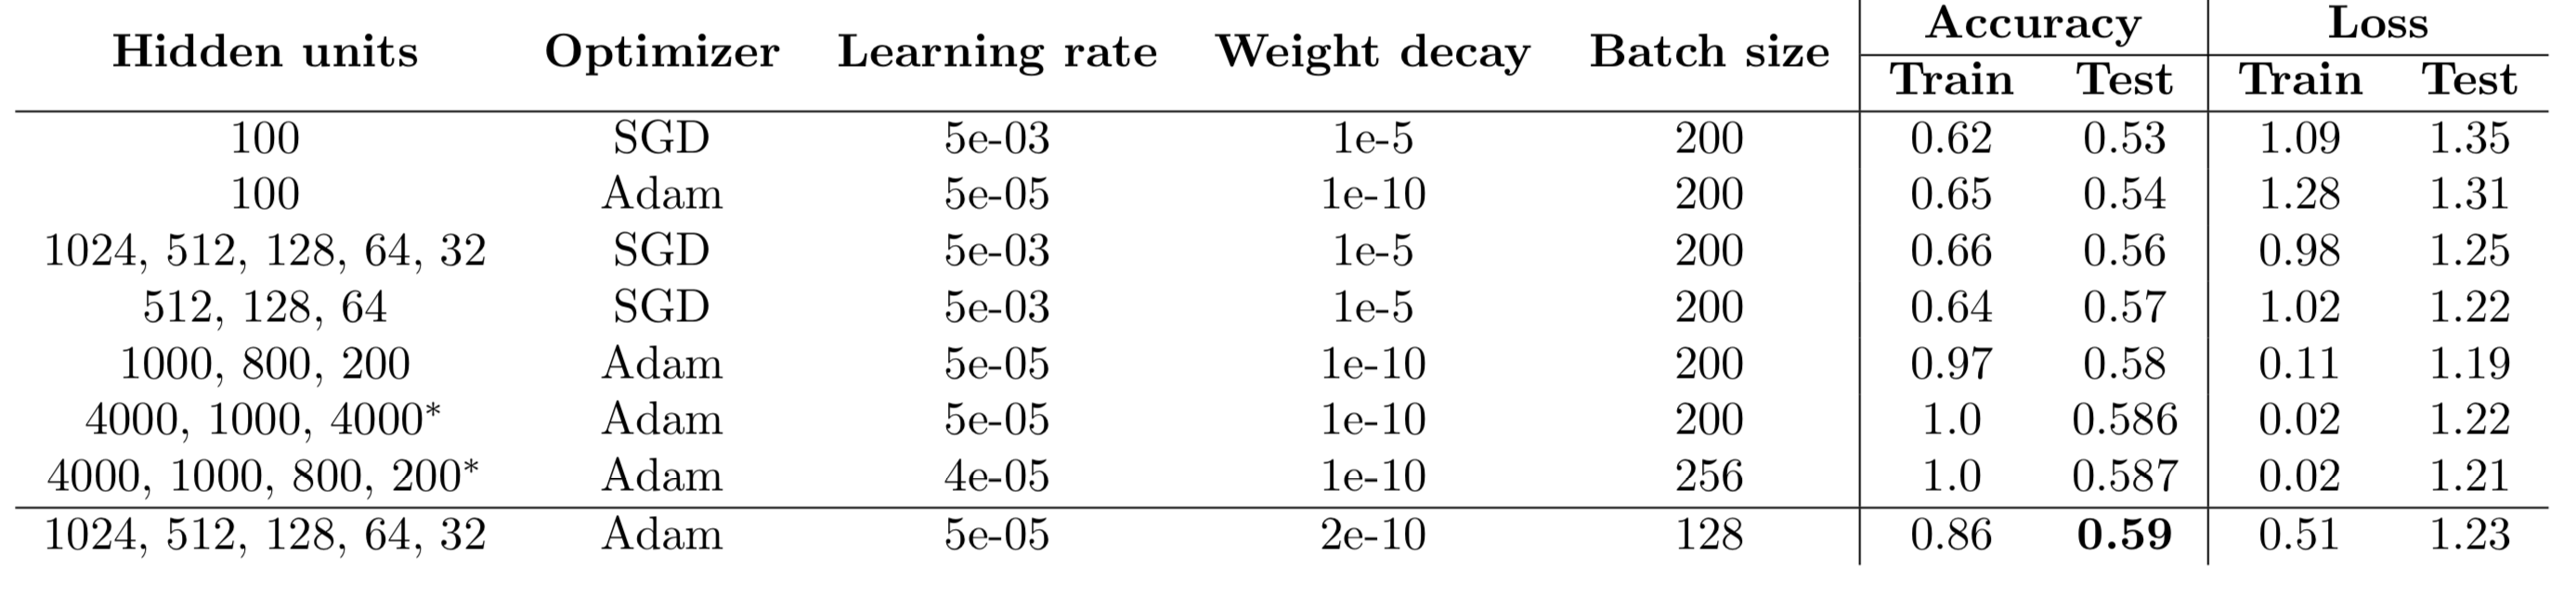 Hidden units Optimizer Learning rate Weight decay Batch size Accuracy Loss
Train Test Train Test
100 SGD 5e-03 1e-5 200 0.62 0.53 1.09 1.35
100 Adam 5e-05 1e-10 200 0.65 0.54 1.28 1.31
1024, 512, 128, 64, 32 SGD 5e-03 1e-5 200 0.66 0.56 0.98 1.25
512, 128, 64 SGD 5e-03 1e-5 200 0.64 0.57 1.02 1.22
1000, 800, 200 Adam 5e-05 1e-10 200 0.97 0.58 0.11 1.19
4000, 1000, 4000* Adam 5e-05 1e-10 200 1.0 0.586 0.02 1.22
4000, 1000, 800, 200* Adam 4e-05 1e-10 256 1.0 0.587 0.02 1.21
1024, 512, 128, 64, 32 Adam 5e-05 2e-10 128 0.86 0.59 0.51 1.23